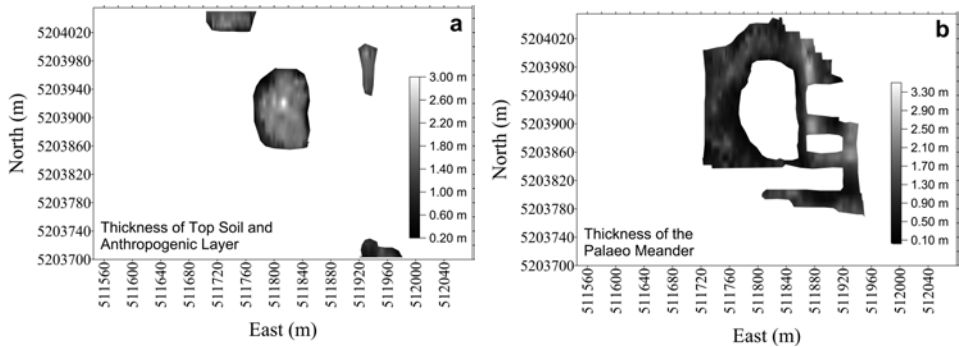 a
North (m)
5204020
5203980
5203940
5203900
5203860
5203820
5203780
5203740
5203700
3.00 m
2.60 m
2.20 m
1.80 m
1.40 m
1.00 m
0.60 m
0.20 m
Thickness of Top Soil and
Anthropogenic Layer
511560
511600
511640
511680
511720
511760
511800
511840
511880
511920
511960
512000
512040
East (m)
b
North (m)
5204020
5203980
5203940
5203900
5203860
5203820
5203780
5203740
5203700
3.30 m
2.90 m
2.50 m
2.10 m
1.70 m
1.30 m
0.90 m
0.50 m
0.10 m
Thickness of the
Palaeo Meander
511560
511600
511640
511680
511720
511760
511800
511840
511880
511920
511960
512000
512040
East (m)